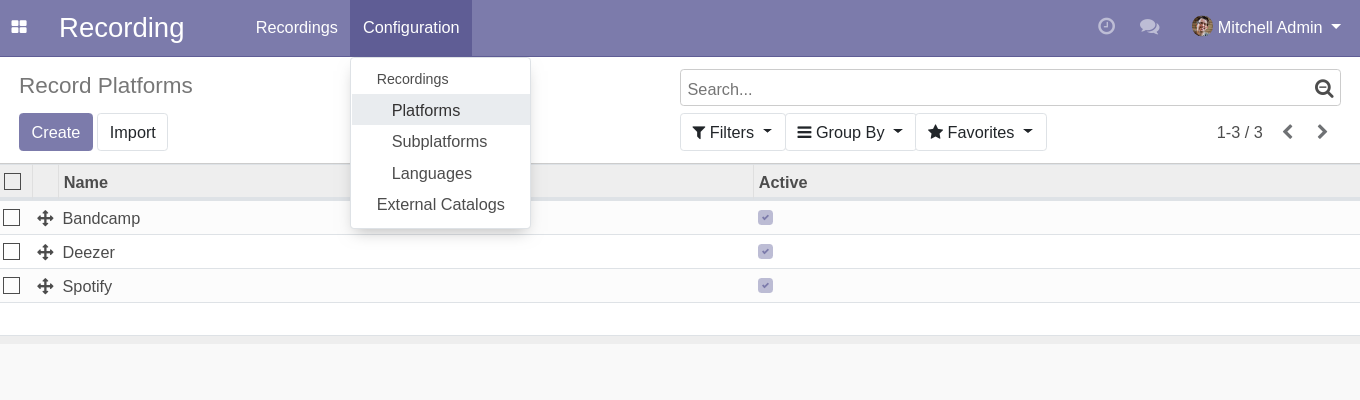 Recording Recordings Configuration Mitchell Admin
Record Platforms
Recordings
Search...
Platforms
Create Import
Filters Group By Favorites 1-3 / 3
Subplatforms
Languages
Name Active
External Catalogs
Bandcamp
Deezer
Spotify